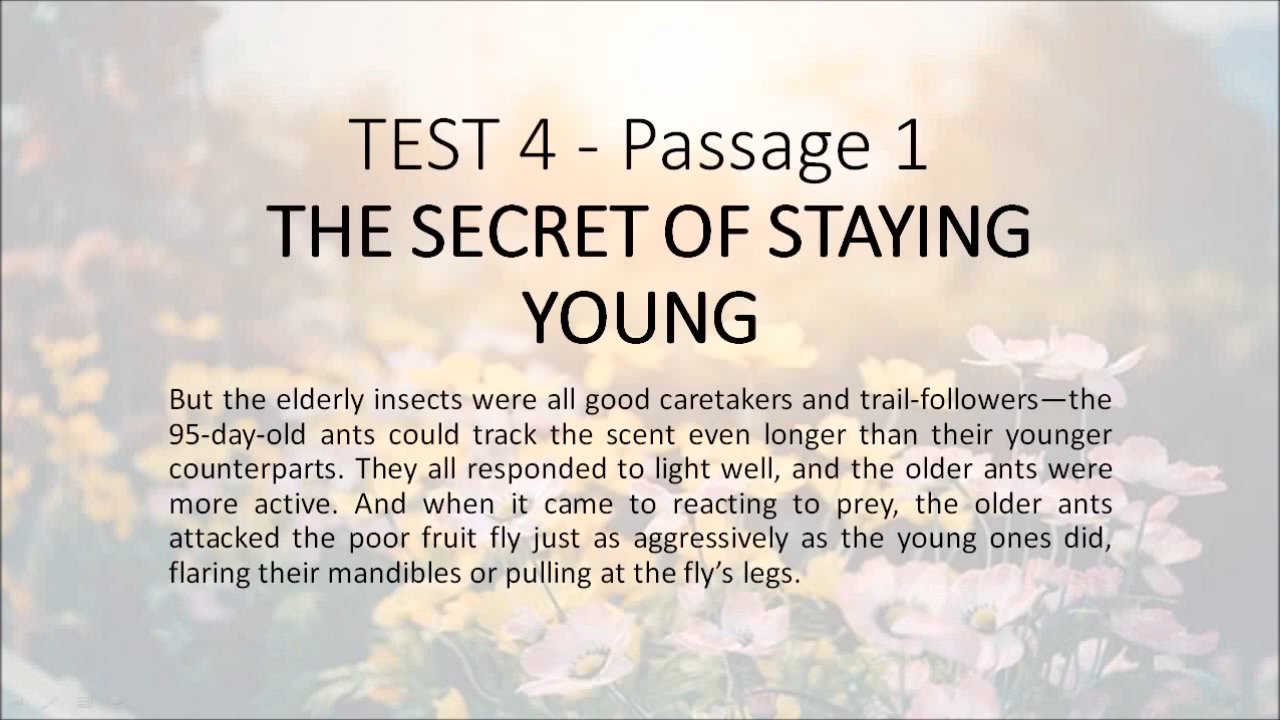 TEST 4 - Passage 1
THE SECRET OF STAYING
YOUNG
But the elderly insects were all good caretakers and trail-followers—the
95-day-old ants could track the scent even longer than their younger
counterparts. They all responded to light well, and the older ants were
more active. And when it came to reacting to prey, the older ants
attacked the poor fruit fly just as aggressively as the young ones did,
flaring their mandibles or pulling at the fly’s legs.